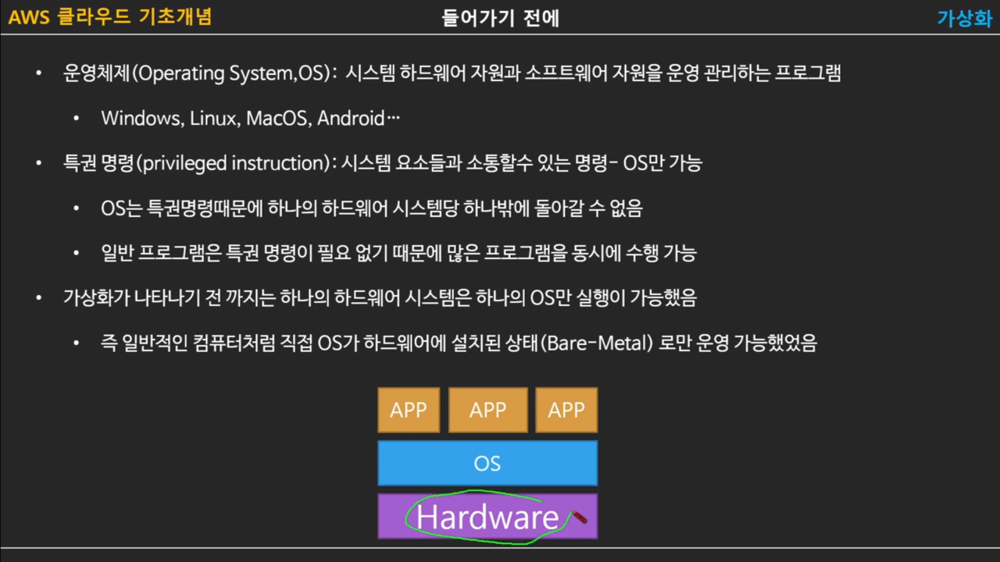 AWS 클라우드 기초개념
들어가기 전에
가상화
• 운영체제(Operating System,OS): 시스템 하드웨어 자원과 소프트웨어 자원을 운영 관리하는 프로그램
• Windows, Linux, MacOS, Android…
• 특권 명령(privileged instruction): 시스템 요소들과 소통할수 있는 명령- OS만 가능
• OS는 특권명령때문에 하나의 하드웨어 시스템당 하나밖에 돌아갈 수 없음
• 일반 프로그램은 특권 명령이 필요 없기 때문에 많은 프로그램을 동시에 수행 가능
• 가상화가 나타나기 전 까지는 하나의 하드웨어 시스템은 하나의 OS만 실행이 가능했음
• 즉 일반적인 컴퓨터처럼 직접 OS가 하드웨어에 설치된 상태(Bare-Metal) 로만 운영 가능했었음
APP APP APP
OS
Hardware